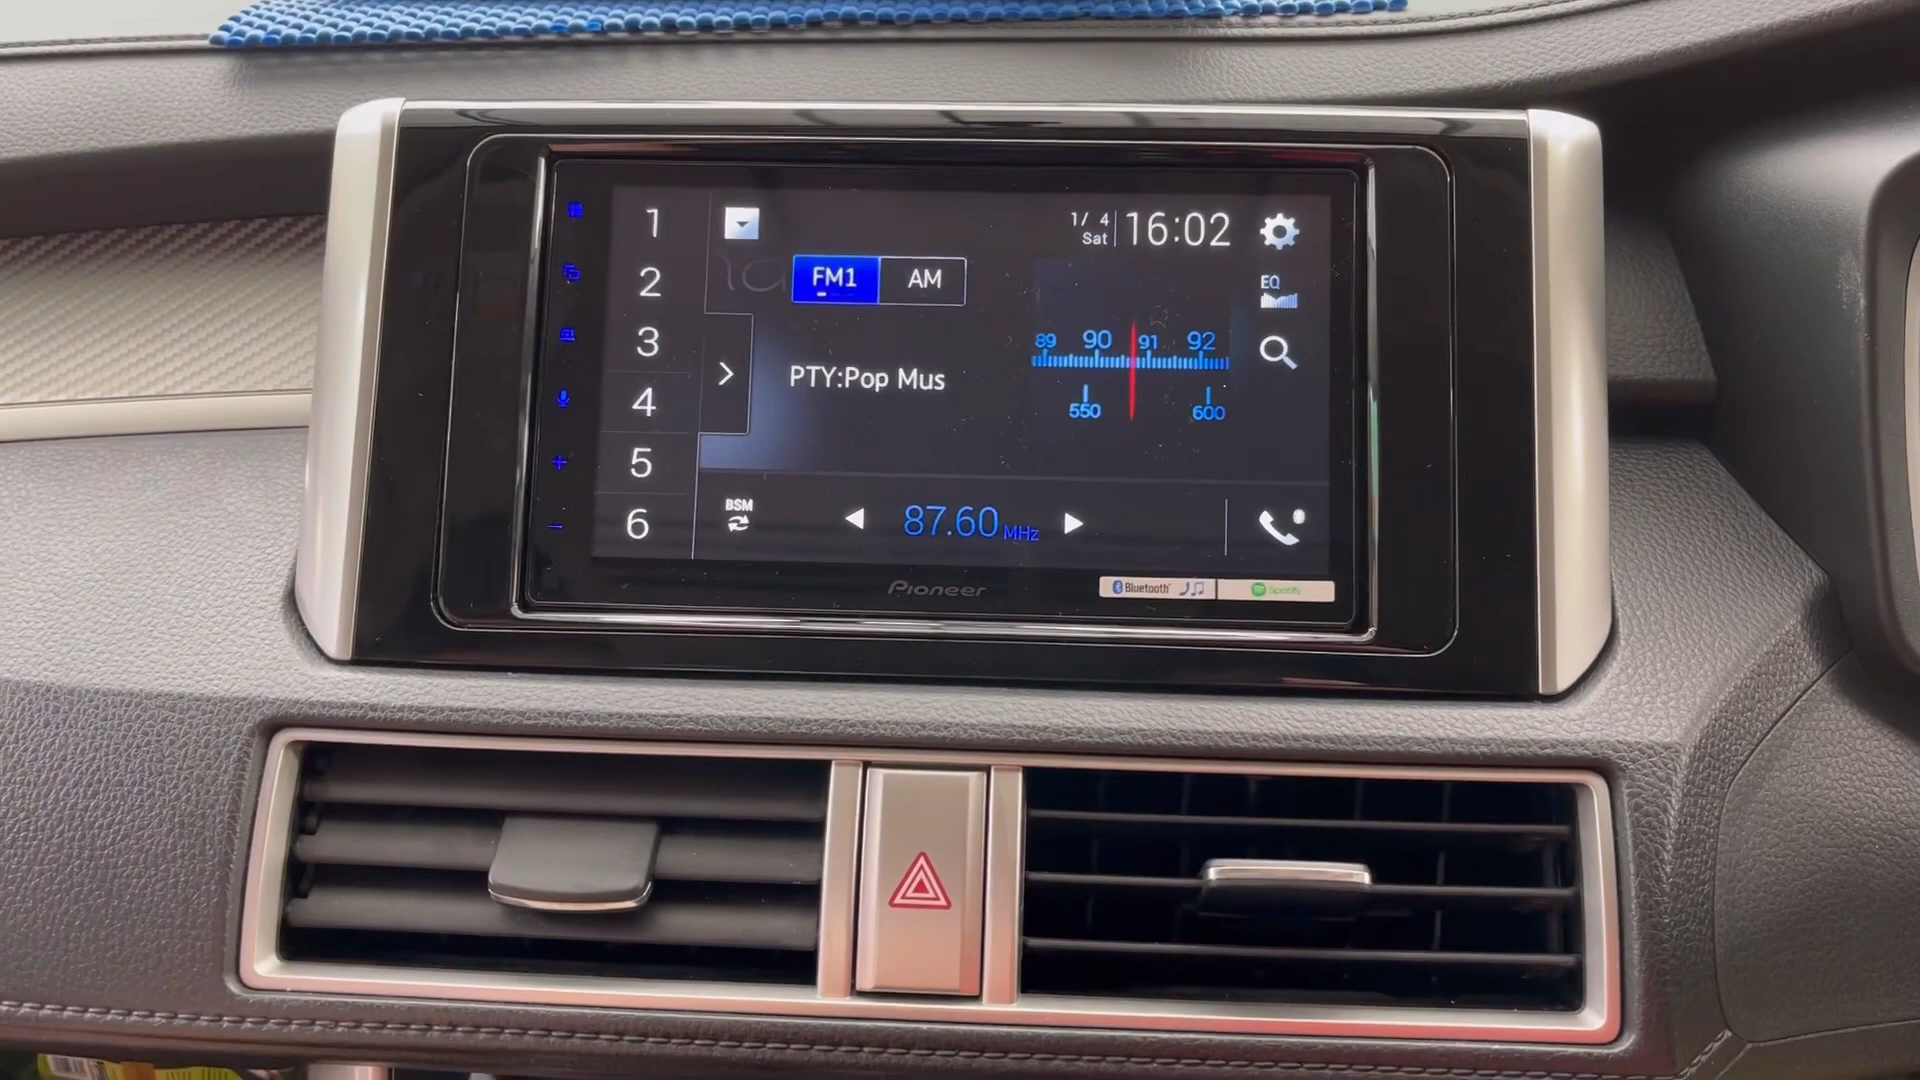 1
2
3
4
5
6
1/ 4
Sat
16:02
FM1
AM
EQ
89 90 91 92
550 600
PTY:Pop Mus
BSM
87.60 MHz
Pioneer
Bluetooth
Spotify